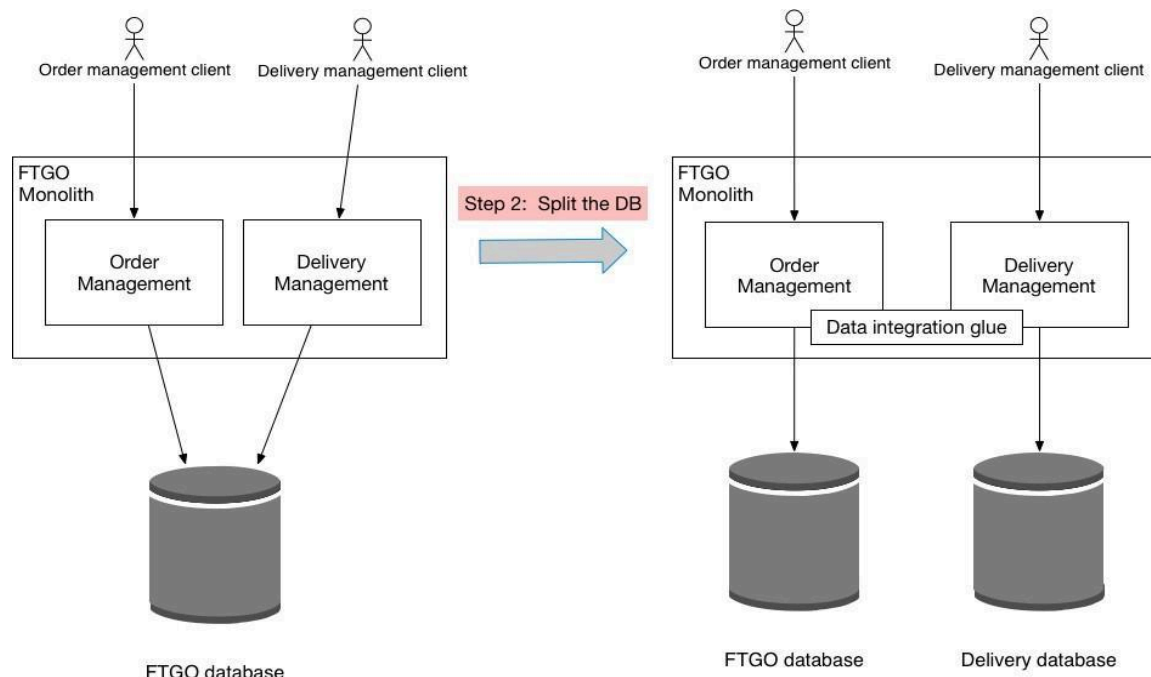 Order management client
Delivery management client
FTGO
Monolith
Order
Management
Delivery
Management
FTGO database
Step 2: Split the DB
Order management client
Delivery management client
FTGO
Monolith
Order
Management
Delivery
Management
Data integration glue
FTGO database
Delivery database